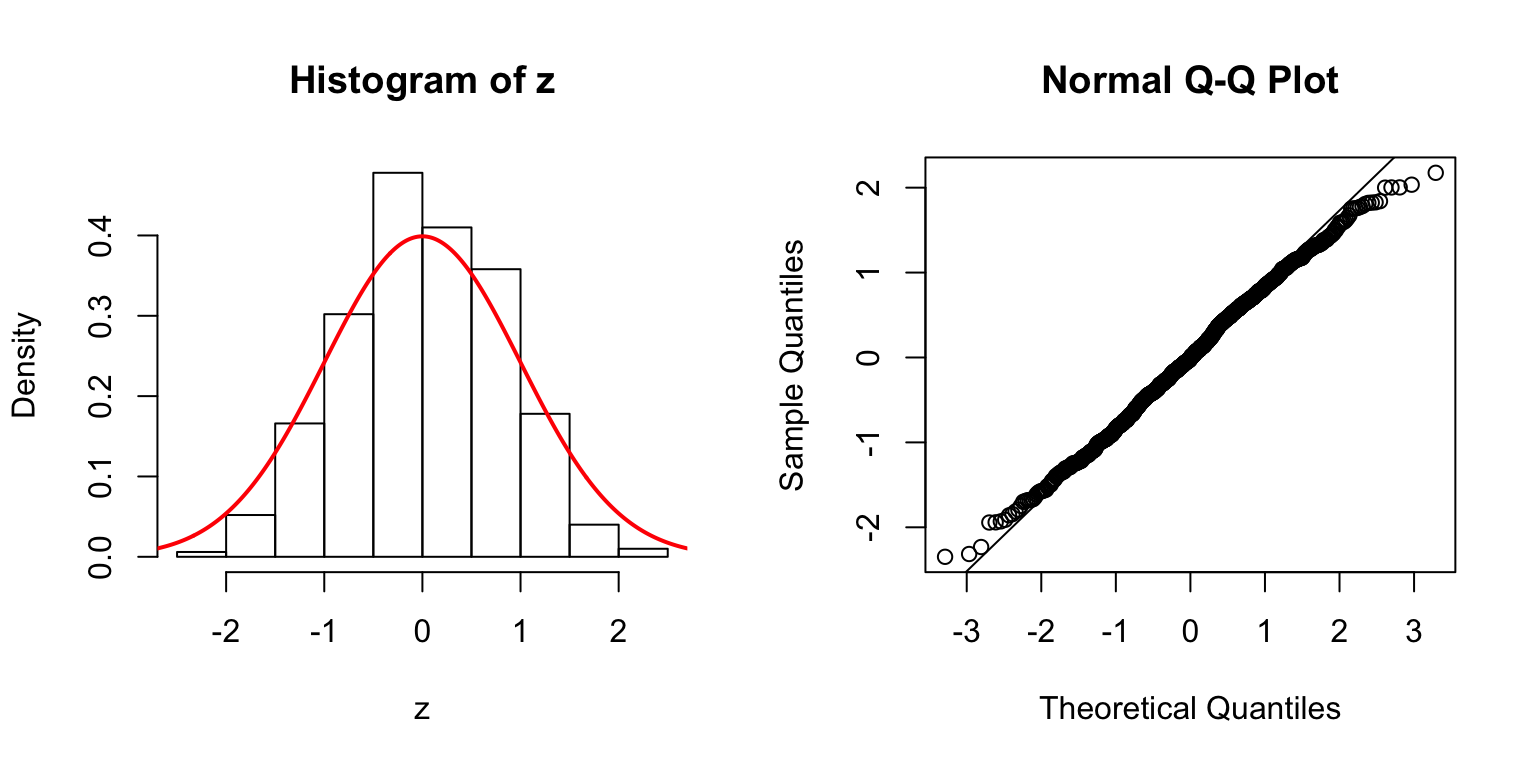 Histogram of z
Density
0.0 0.1 0.2 0.3 0.4
-2 -1 0 1 2
z
Normal Q-Q Plot
Sample Quantiles
-2 -1 0 1 2
-3 -2 -1 0 1 2 3
Theoretical Quantiles